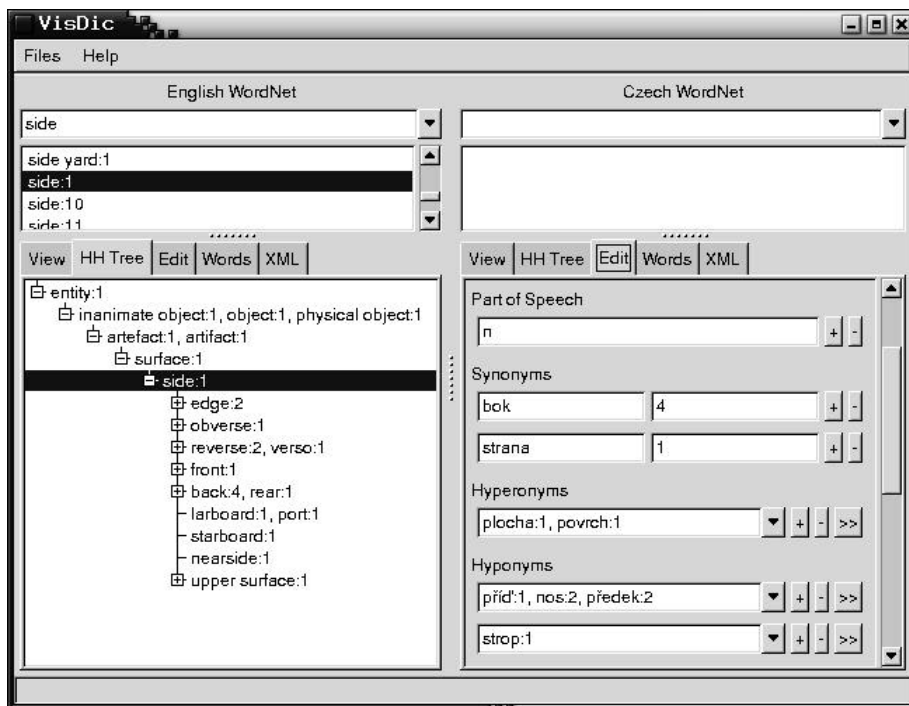 VisDic
Files Help
English WordNet
side
side yard:1
side:1
side:10
side:11
View HH Tree Edit Words XML
entity:1
inanimate object:1, object:1, physical object:1
artefact:1, artifact:1
surface:1
side:1
edge:2
obverse:1
reverse:2, verso:1
front:1
back:4, rear:1
larboard:1, port:1
starboard:1
nearside:1
upper surface:1
Czech WordNet
View HH Tree Edit Words XML
Part of Speech
n + -
Synonyms
bok 4 + -
strana 1 + -
Hyperonyms
plocha:1, povrch:1 + - >>
Hyponyms
příď:1, nos:2, předek:2 + - >>
strop:1 + - >>